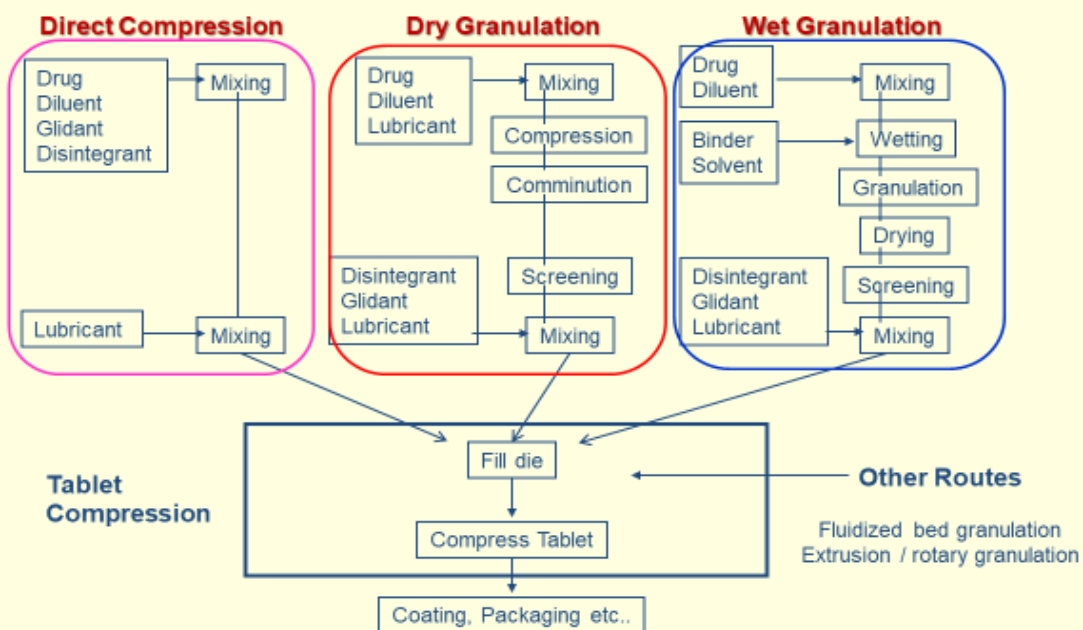 Direct Compression
Drug
Diluent
Glidant
Disintegrant
Mixing
Lubricant
Mixing
Dry Granulation
Drug
Diluent
Lubricant
Mixing
Compression
Comminution
Screening
Disintegrant
Glidant
Lubricant
Mixing
Wet Granulation
Drug
Diluent
Mixing
Binder
Solvent
Wetting
Granulation
Drying
Screening
Disintegrant
Glidant
Lubricant
Mixing
Tablet
Compression
Fill die
Compress Tablet
Other Routes
Fluidized bed granulation
Extrusion / rotary granulation
Coating, Packaging etc..